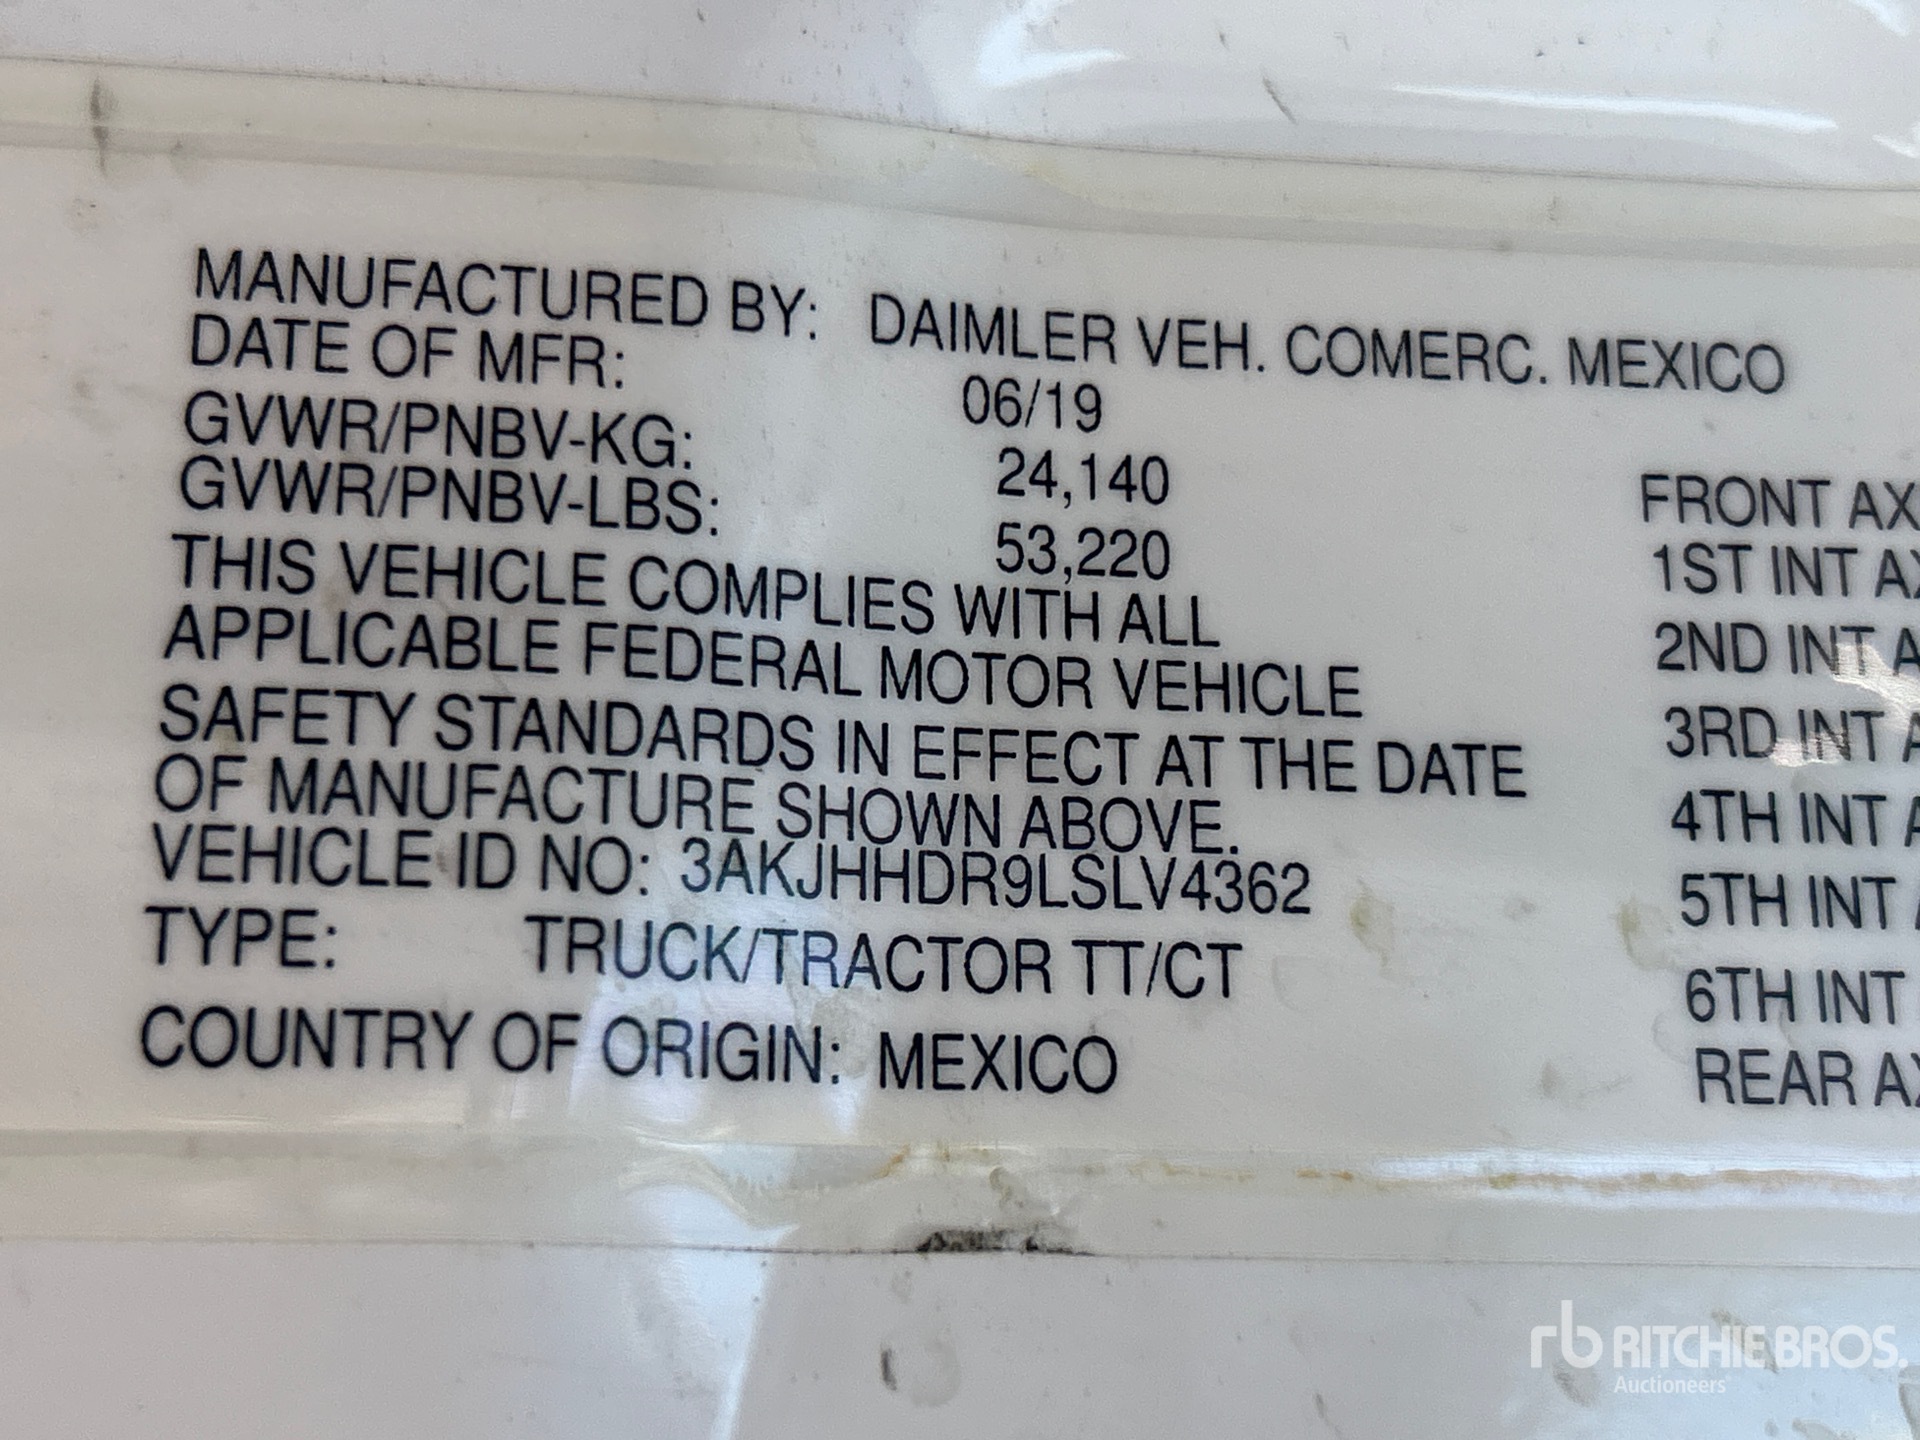 MANUFACTURED BY: DAIMLER VEH. COMERC. MEXICO
DATE OF MFR: 06/19
GVWR/PNBV-KG: 24,140
GVWR/PNBV-LBS: 53,220
THIS VEHICLE COMPLIES WITH ALL
APPLICABLE FEDERAL MOTOR VEHICLE
SAFETY STANDARDS IN EFFECT AT THE DATE
OF MANUFACTURE SHOWN ABOVE.
VEHICLE ID NO: 3AKJHHDR9LSLV4362
TYPE: TRUCK/TRACTOR TT/CT
COUNTRY OF ORIGIN: MEXICO
FRONT AX
1ST INT AX
2ND INT A
3RD INT A
4TH INT A
5TH INT A
6TH INT
REAR AX
rb RITCHIE BROS.
Auctioneers